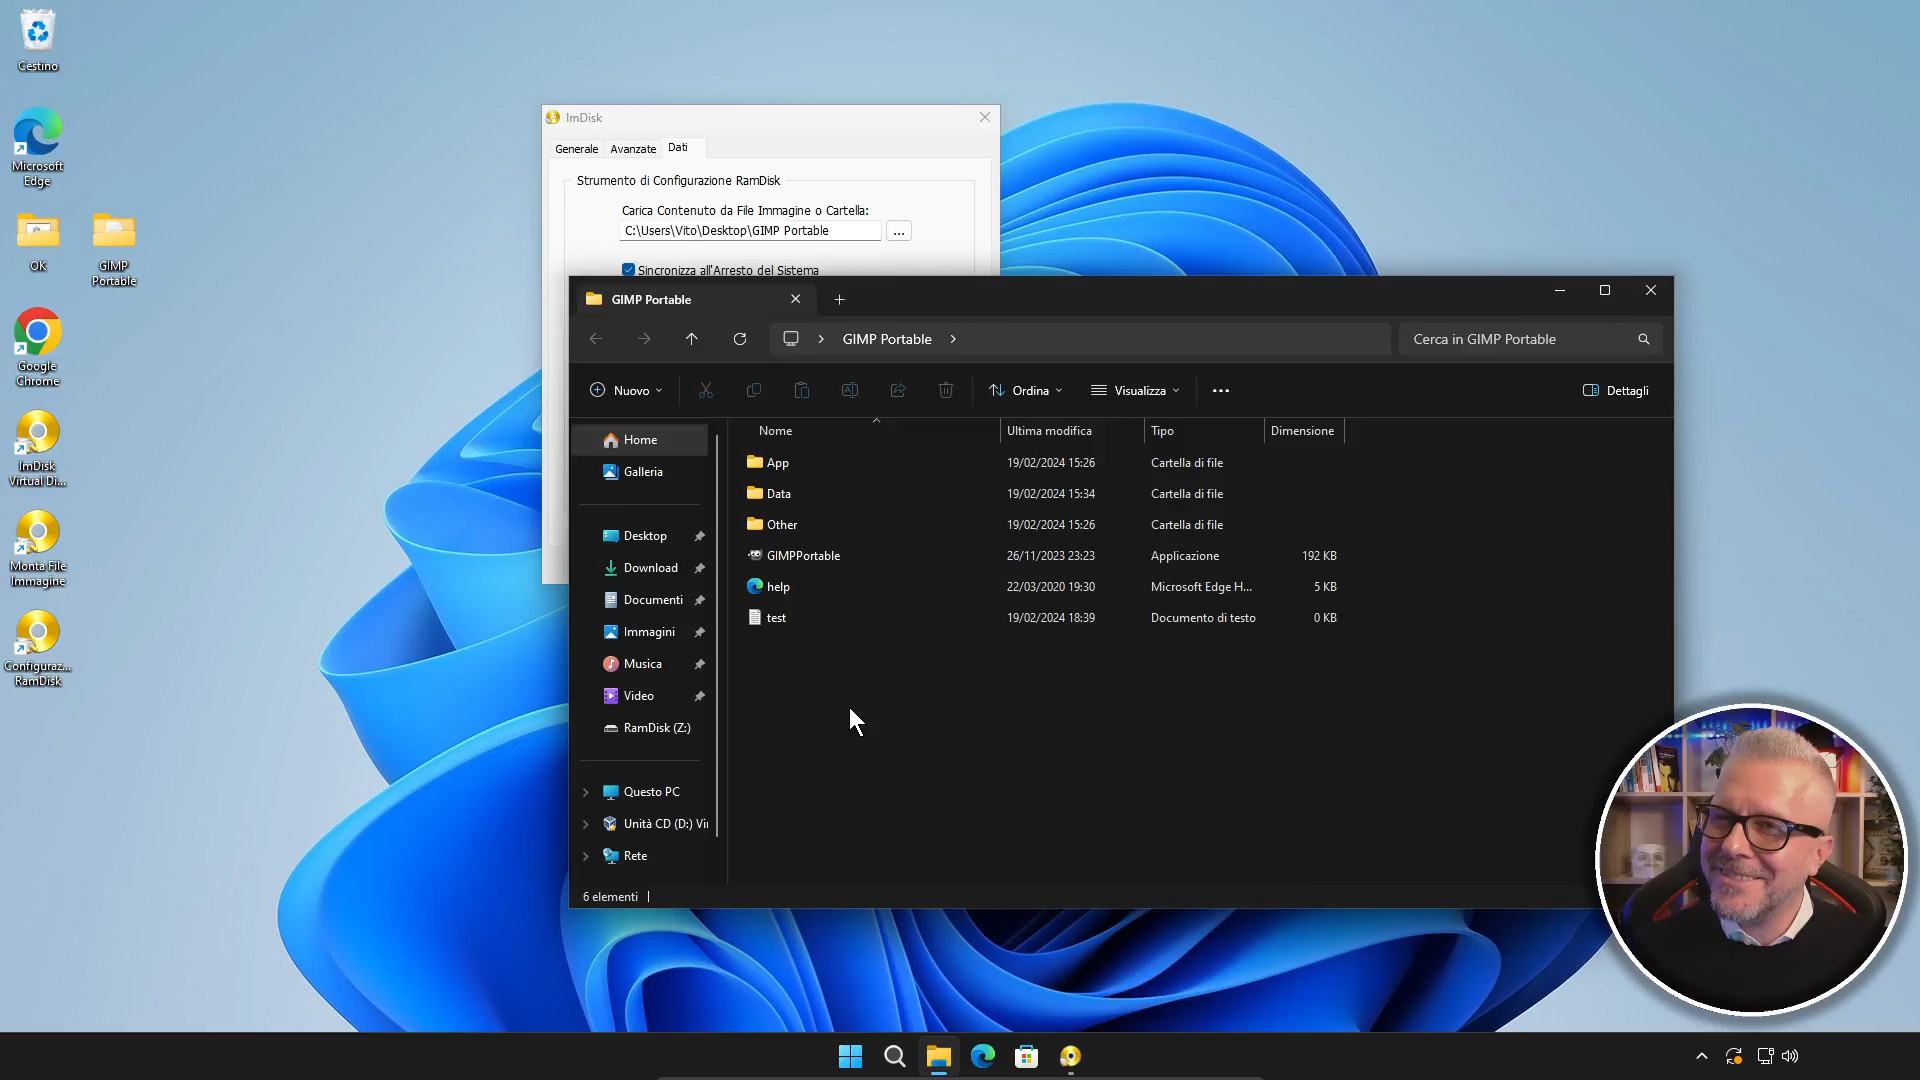 Cestino
Microsoft
Edge
OK
GIMP
Portable
Google
Chrome
ImDisk
Virtual Di...
Monta File
Immagine
Configuraz...
RamDisk
ImDisk
Generale
Avanzate
Dati
Strumento di Configurazione RamDisk
Carica Contenuto da File Immagine o Cartella:
C:\Users\Vito\Desktop\GIMP Portable
...
Sincronizza all'Arresto del Sistema
GIMP Portable
GIMP Portable
Cerca in GIMP Portable
Nuovo
Ordina
Visualizza
Dettagli
Home
Galleria
Desktop
Download
Documenti
Immagini
Musica
Video
RamDisk (Z:)
Questo PC
Unità CD (D:) Vir
Rete
Nome Ultima modifica Tipo Dimensione
App 19/02/2024 15:26 Cartella di file
Data 19/02/2024 15:34 Cartella di file
Other 19/02/2024 15:26 Cartella di file
GIMPPortable 26/11/2023 23:23 Applicazione 192 KB
help 22/03/2020 19:30 Microsoft Edge H... 5 KB
test 19/02/2024 18:39 Documento di testo 0 KB
6 elementi